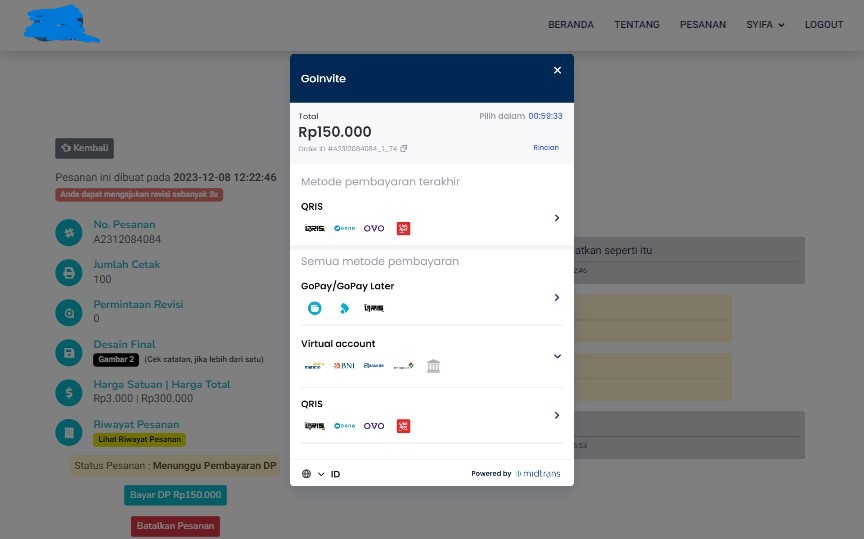 BERANDA
TENTANG
PESANAN
SYIFA
LOGOUT
GoInvite
Total
Pilih dalam 00:59:33
Rp150.000
Order ID #A2312084084_1_74
Rincian
Metode pembayaran terakhir
QRIS
QRIS DANA OVO
Semua metode pembayaran
GoPay/GoPay Later
QRIS
Virtual account
mandiri BNI
QRIS
QRIS DANA OVO
ID
Powered by midtrans
Kembali
Pesanan ini dibuat pada 2023-12-08 12:22:46
Anda dapat mengajukan revisi sebanyak 3x
No. Pesanan
A2312084084
Jumlah Cetak
100
Permintaan Revisi
0
Desain Final
Gambar 2 (Cek catatan, jika lebih dari satu)
Harga Satuan | Harga Total
Rp3.000 | Rp300.000
Riwayat Pesanan
Lihat Riwayat Pesanan
Status Pesanan : Menunggu Pembayaran DP
Bayar DP Rp150.000
Batalkan Pesanan
atkan seperti itu
:46